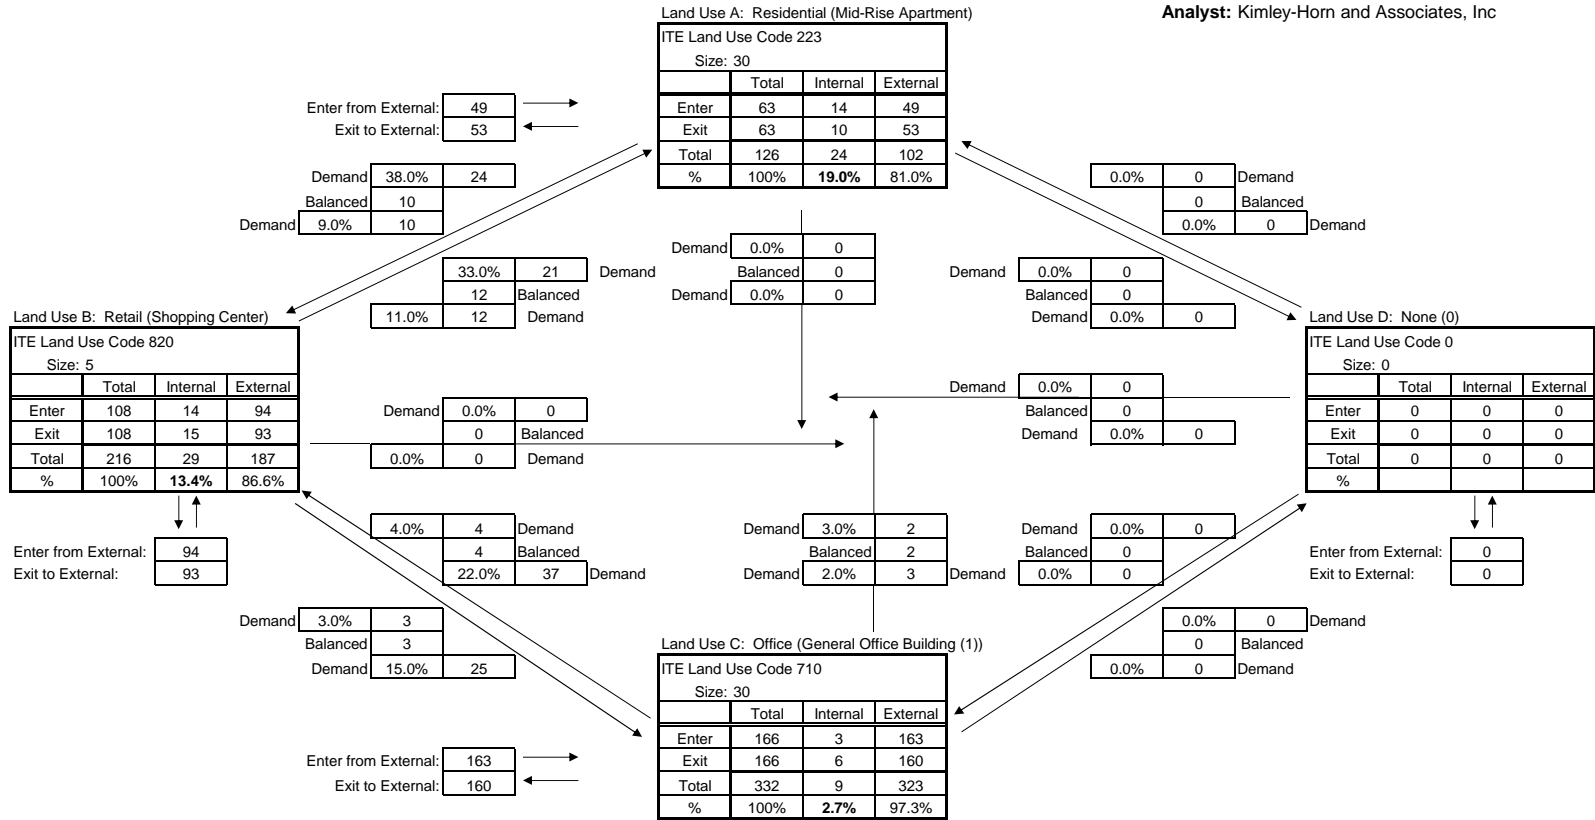 Land Use A: Residential (Mid-Rise Apartment)
Analyst: Kimley-Horn and Associates, Inc
ITE Land Use Code 223
Size: 30
Total Internal External
Enter 63 14 49
Exit 63 10 53
Total 126 24 102
% 100% 19.0% 81.0%
Enter from External: 49
Exit to External: 53
Demand 38.0% 24
Balanced 10
Demand 9.0% 10
0.0% 0 Demand
0 Balanced
0.0% 0 Demand
Demand 0.0% 0
Balanced 0
Demand 0.0% 0
33.0% 21 Demand
12 Balanced
11.0% 12 Demand
Demand 0.0% 0
Balanced 0
Demand 0.0% 0
Land Use B: Retail (Shopping Center)
ITE Land Use Code 820
Size: 5
Total Internal External
Enter 108 14 94
Exit 108 15 93
Total 216 29 187
% 100% 13.4% 86.6%
Land Use D: None (0)
ITE Land Use Code 0
Size: 0
Total Internal External
Enter 0 0 0
Exit 0 0 0
Total 0 0 0
%
Demand 0.0% 0
0 Balanced
0.0% 0 Demand
Demand 0.0% 0
Balanced 0
Demand 0.0% 0
Enter from External: 94
Exit to External: 93
4.0% 4 Demand
4 Balanced
22.0% 37 Demand
Demand 3.0% 2
Balanced 2
Demand 2.0% 3
Demand 0.0% 0
Balanced 0
Demand 0.0% 0
Enter from External: 0
Exit to External: 0
Demand 3.0% 3
Balanced 3
Demand 15.0% 25
0.0% 0 Demand
0 Balanced
0.0% 0 Demand
Land Use C: Office (General Office Building (1))
ITE Land Use Code 710
Size: 30
Total Internal External
Enter 166 3 163
Exit 166 6 160
Total 332 9 323
% 100% 2.7% 97.3%
Enter from External: 163
Exit to External: 160